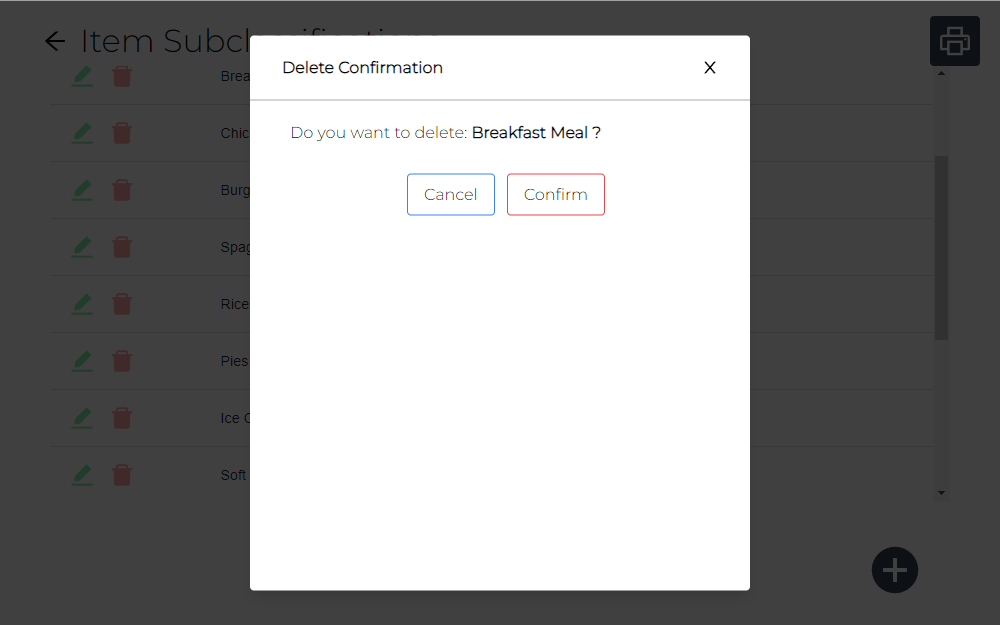 Item Subcl
Delete Confirmation
X
Do you want to delete: Breakfast Meal ?
Cancel
Confirm
Brea
Chic
Burg
Spag
Rice
Pies
Ice C
Soft